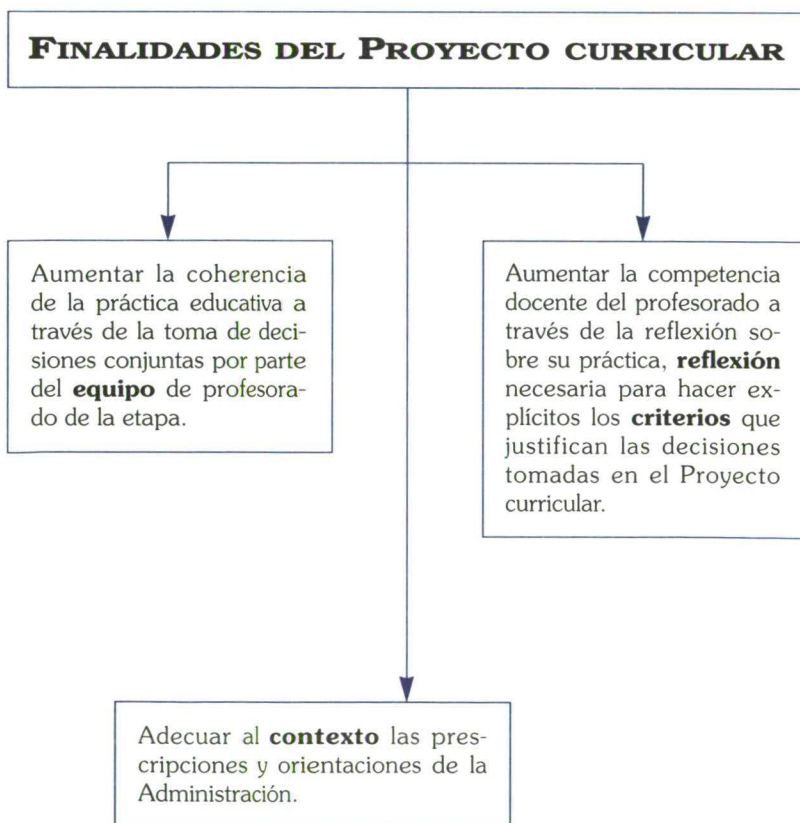 FINALIDADES DEL PROYECTO CURRICULAR
Aumentar la coherencia
de la práctica educativa a
través de la toma de deci-
siones conjuntas por parte
del equipo de profesora-
do de la etapa.
Aumentar la competencia
docente del profesorado a
través de la reflexión so-
bre su práctica, reflexión
necesaria para hacer ex-
plícitos los criterios que
justifican las decisiones
tomadas en el Proyecto
curricular.
Adecuar al contexto las pres-
cripciones y orientaciones de la
Administración.